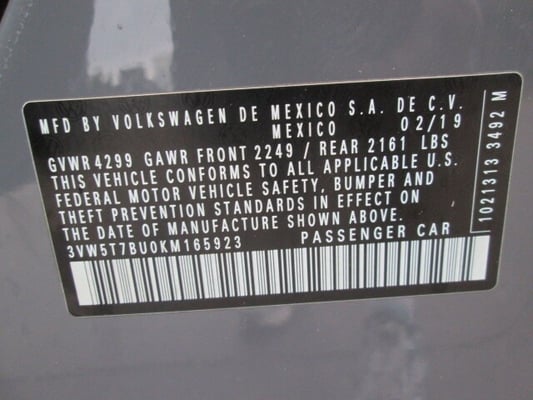 MFD BY VOLKSWAGEN DE MEXICO S.A. DE C.V.
MEXICO 02/19
GVWR 4299 GAWR FRONT 2249 / REAR 2161 LBS
THIS VEHICLE CONFORMS TO ALL APPLICABLE U.S.
FEDERAL MOTOR VEHICLE SAFETY, BUMPER AND
THEFT PREVENTION STANDARDS IN EFFECT ON
THE DATE OF MANUFACTURE SHOWN ABOVE.
3VW5T7BU0KM165923 PASSENGER CAR
1021313 3492 M